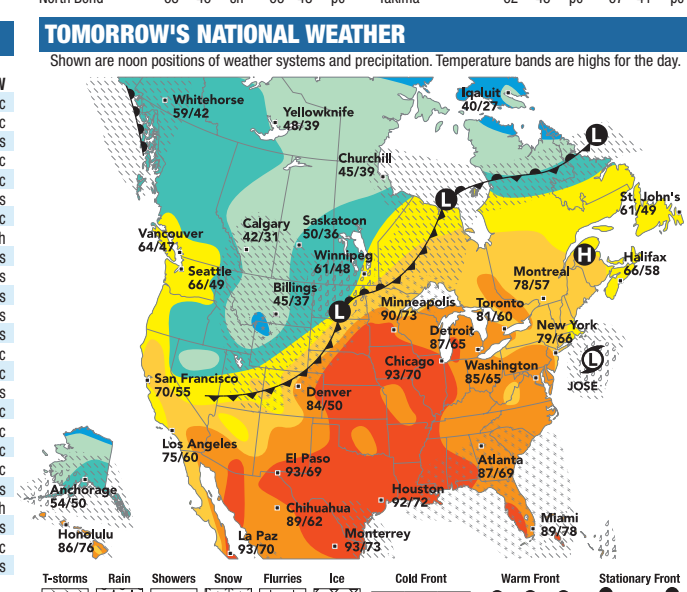 TOMORROW'S NATIONAL WEATHER
Shown are noon positions of weather systems and precipitation. Temperature bands are highs for the day.
Iqaluit
40/27
Whitehorse
59/42
Yellowknife
48/39
L
Churchill
45/39
L
St. John's
61/49
Vancouver
64/47
Calgary
42/31
Saskatoon
50/36
Winnipeg
61/48
H
Halifax
66/58
Seattle
66/49
Montreal
78/57
Billings
45/37
L
Minneapolis
90/73
Toronto
81/60
Detroit
87/65
New York
79/66
Chicago
93/70
Washington
85/65
L
JOSÉ
San Francisco
70/55
Denver
84/50
Los Angeles
75/60
El Paso
93/69
Atlanta
87/69
Anchorage
54/50
Houston
92/72
Chihuahua
89/62
Miami
89/78
Honolulu
86/76
La Paz
93/70
Monterrey
93/73
T-storms Rain Showers Snow Flurries Ice Cold Front Warm Front Stationary Front